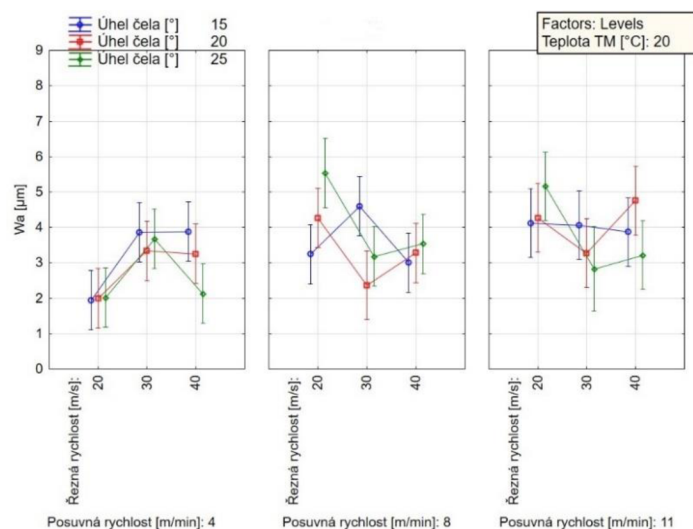 Úhel čela [°] 15
Úhel čela [°] 20
Úhel čela [°] 25
Factors: Levels
Teplota TM [°C]: 20
Wa [µm]
9
8
7
6
5
4
3
2
1
0
Řezná rychlost [m/s]:
20
30
40
Řezná rychlost [m/s]:
20
30
40
Řezná rychlost [m/s]:
20
30
40
Posuvná rychlost [m/min]: 4
Posuvná rychlost [m/min]: 8
Posuvná rychlost [m/min]: 11